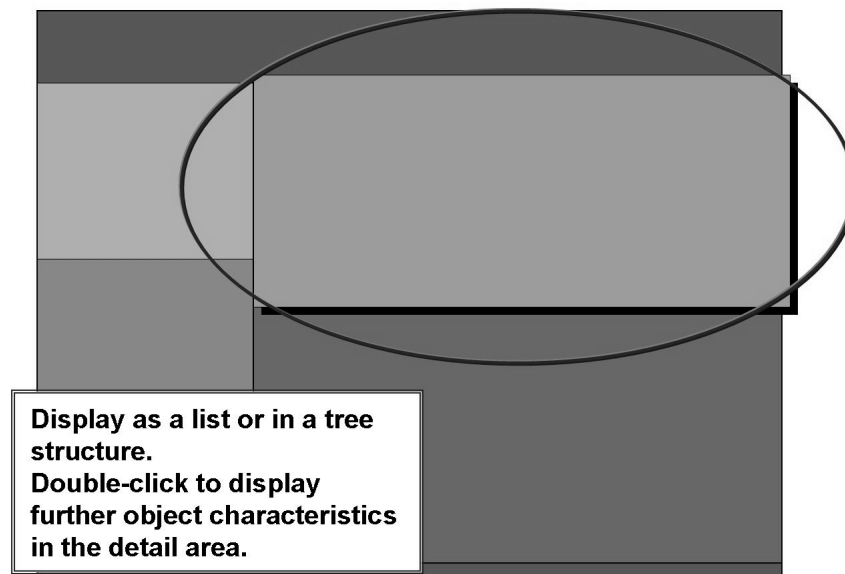 Display as a list or in a tree
structure.
Double-click to display
further object characteristics
in the detail area.